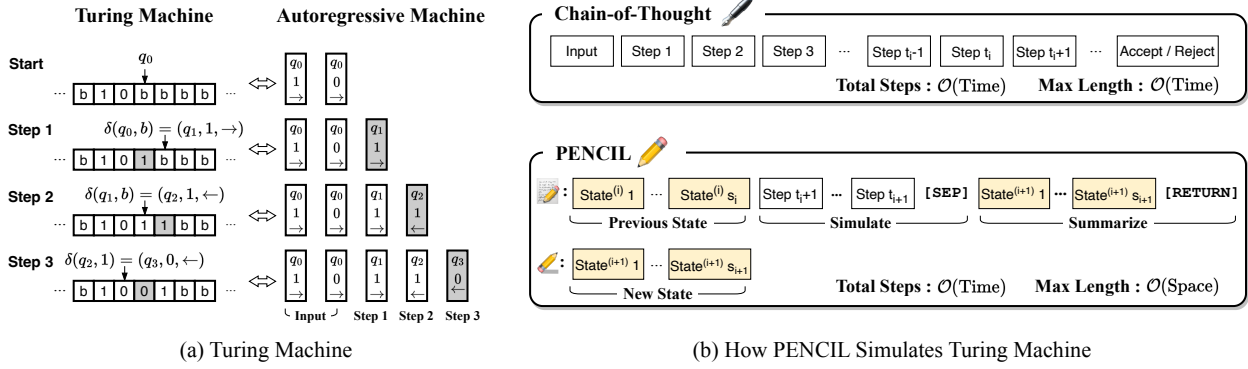 Turing Machine
Autoregressive Machine
Start
q₀
... b 1 0 b b b b ... ⇔
q₀ 1 → q₀ 0 →
Step 1
δ(q₀, b) = (q₁, 1, →)
... b 1 0 1 b b b ... ⇔
q₀ 1 → q₀ 0 → q₁ 1 →
Step 2
δ(q₁, b) = (q₂, 1, ←)
... b 1 0 1 1 b b ... ⇔
q₀ 1 → q₀ 0 → q₁ 1 → q₂ 1 ←
Step 3
δ(q₂, 1) = (q₃, 0, ←)
... b 1 0 0 1 b b ... ⇔
q₀ 1 → q₀ 0 → q₁ 1 → q₂ 1 ← q₃ 0 ←
Input Step 1 Step 2 Step 3
(a) Turing Machine
Chain-of-Thought
Input Step 1 Step 2 Step 3 ... Step tᵢ-1 Step tᵢ Step tᵢ+1 ... Accept / Reject
Total Steps : O(Time) Max Length : O(Time)
PENCIL
: State⁽ⁱ⁾ 1 ... State⁽ⁱ⁾ sᵢ Step tᵢ+1 ... Step tᵢ₊₁ [SEP] State⁽ⁱ⁺¹⁾ 1 ... State⁽ⁱ⁺¹⁾ sᵢ₊₁ [RETURN]
Previous State Simulate Summarize
: State⁽ⁱ⁺¹⁾ 1 ... State⁽ⁱ⁺¹⁾ sᵢ₊₁
New State
Total Steps : O(Time) Max Length : O(Space)
(b) How PENCIL Simulates Turing Machine